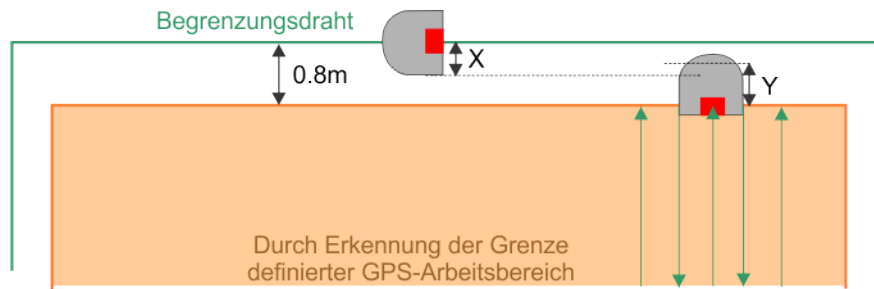 Begrenzungsdraht
0.8m
X
Y
Durch Erkennung der Grenze
definierter GPS-Arbeitsbereich